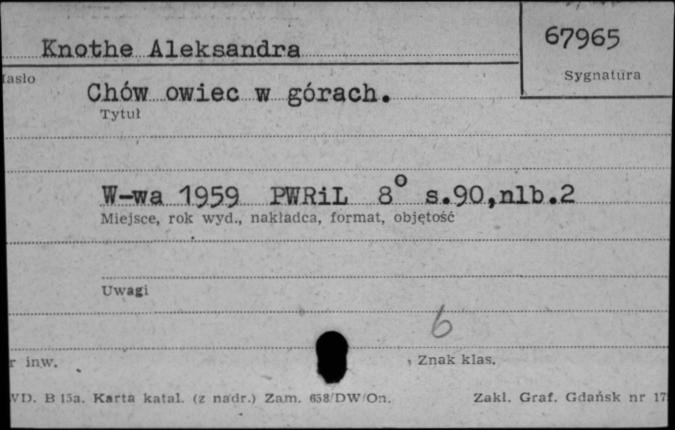 Knothe Aleksandra
67965
Sygnatura
Chów owiec w górach.
Tytuł
W-wa 1959 PWRiL 8° s.90,nlb.2
Miejsce, rok wyd., nakładca, format, objętość
Uwagi
6
inw.
Znak klas.
B 15a. Karta katal. (z nadr.) Zam. 658/DW/On.
Zakł. Graf. Gdańsk nr 17